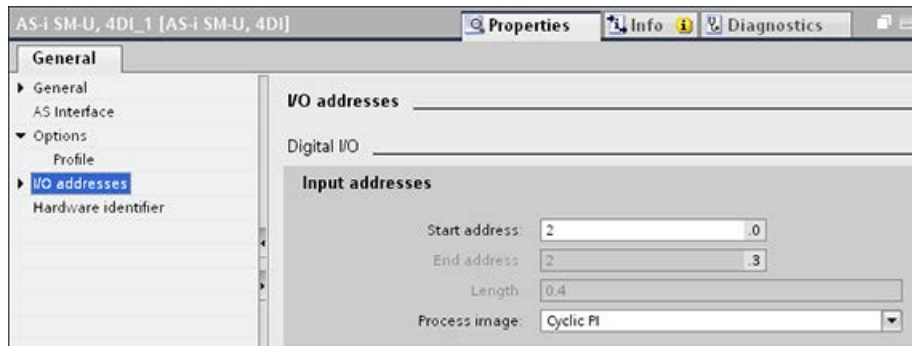 AS-i SM-U, 4DI_1 [AS-i SM-U, 4DI]
Properties
Info
Diagnostics
General
General
AS Interface
Options
Profile
I/O addresses
Hardware identifier
I/O addresses
Digital I/O
Input addresses
Start address: 2 .0
End address 2 .3
Length 0.4
Process image: Cyclic PI